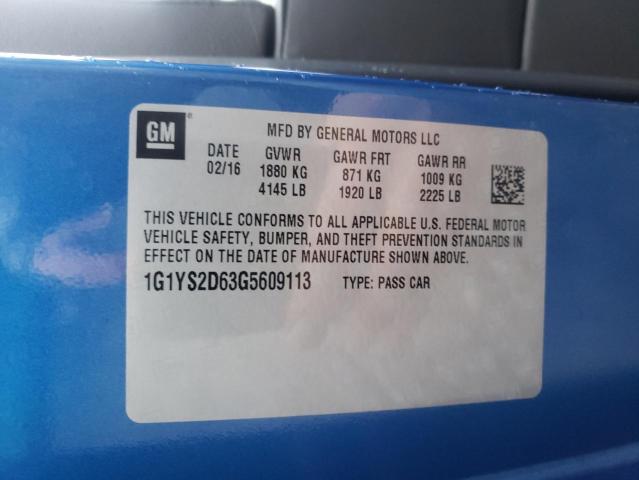 GM ®
MFD BY GENERAL MOTORS LLC
DATE GVWR GAWR FRT GAWR RR
02/16 1880 KG 871 KG 1009 KG
4145 LB 1920 LB 2225 LB
THIS VEHICLE CONFORMS TO ALL APPLICABLE U.S. FEDERAL MOTOR
VEHICLE SAFETY, BUMPER, AND THEFT PREVENTION STANDARDS IN
EFFECT ON THE DATE OF MANUFACTURE SHOWN ABOVE.
1G1YS2D63G5609113 TYPE: PASS CAR